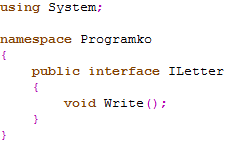 using System;
namespace Programko
{
public interface ILetter
{
void Write();
}
}